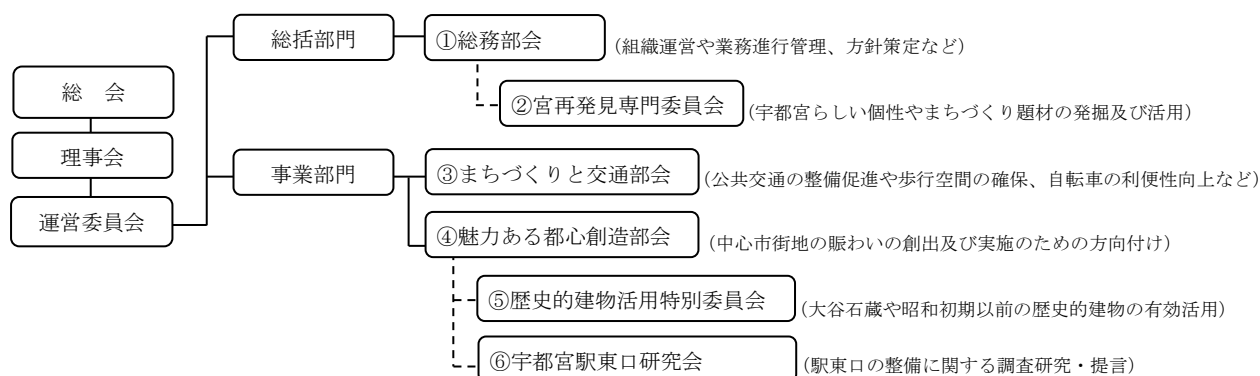 総括部門
①総務部会
(組織運営や業務進行管理、方針策定など)
総　会
②宮再発見専門委員会
(宇都宮らしい個性やまちづくり題材の発掘及び活用)
理事会
事業部門
③まちづくりと交通部会
(公共交通の整備促進や歩行空間の確保、自転車の利便性向上など)
運営委員会
④魅力ある都心創造部会
(中心市街地の賑わいの創出及び実施のための方向付け)
⑤歴史的建物活用特別委員会
(大谷石蔵や昭和初期以前の歴史的建物の有効活用)
⑥宇都宮駅東口研究会
(駅東口の整備に関する調査研究・提言)